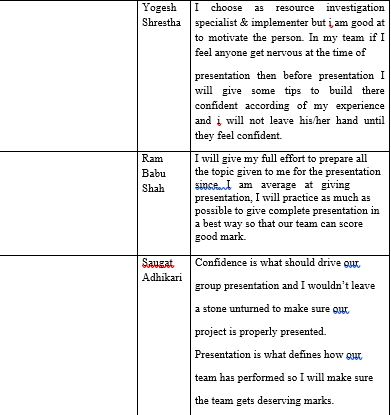 Yogesh
Shrestha
I choose as resource investigation
specialist & implementer but i,am good at
to motivate the person. In my team if I
feel anyone get nervous at the time of
presentation then before presentation I
will give some tips to build there
confident according of my experience
and i, will not leave his/her hand until
they feel confident.
Ram
Babu
Shah
I will give my full effort to prepare all
the topic given to me for the presentation
since. I am average at giving
presentation, I will practice as much as
possible to give complete presentation in
a best way so that our team can score
good mark.
Saugat
Adhikari
Confidence is what should drive our
group presentation and I wouldn't leave
a stone unturned to make sure our
project is properly presented.
Presentation is what defines how our
team has performed so I will make sure
the team gets deserving marks.